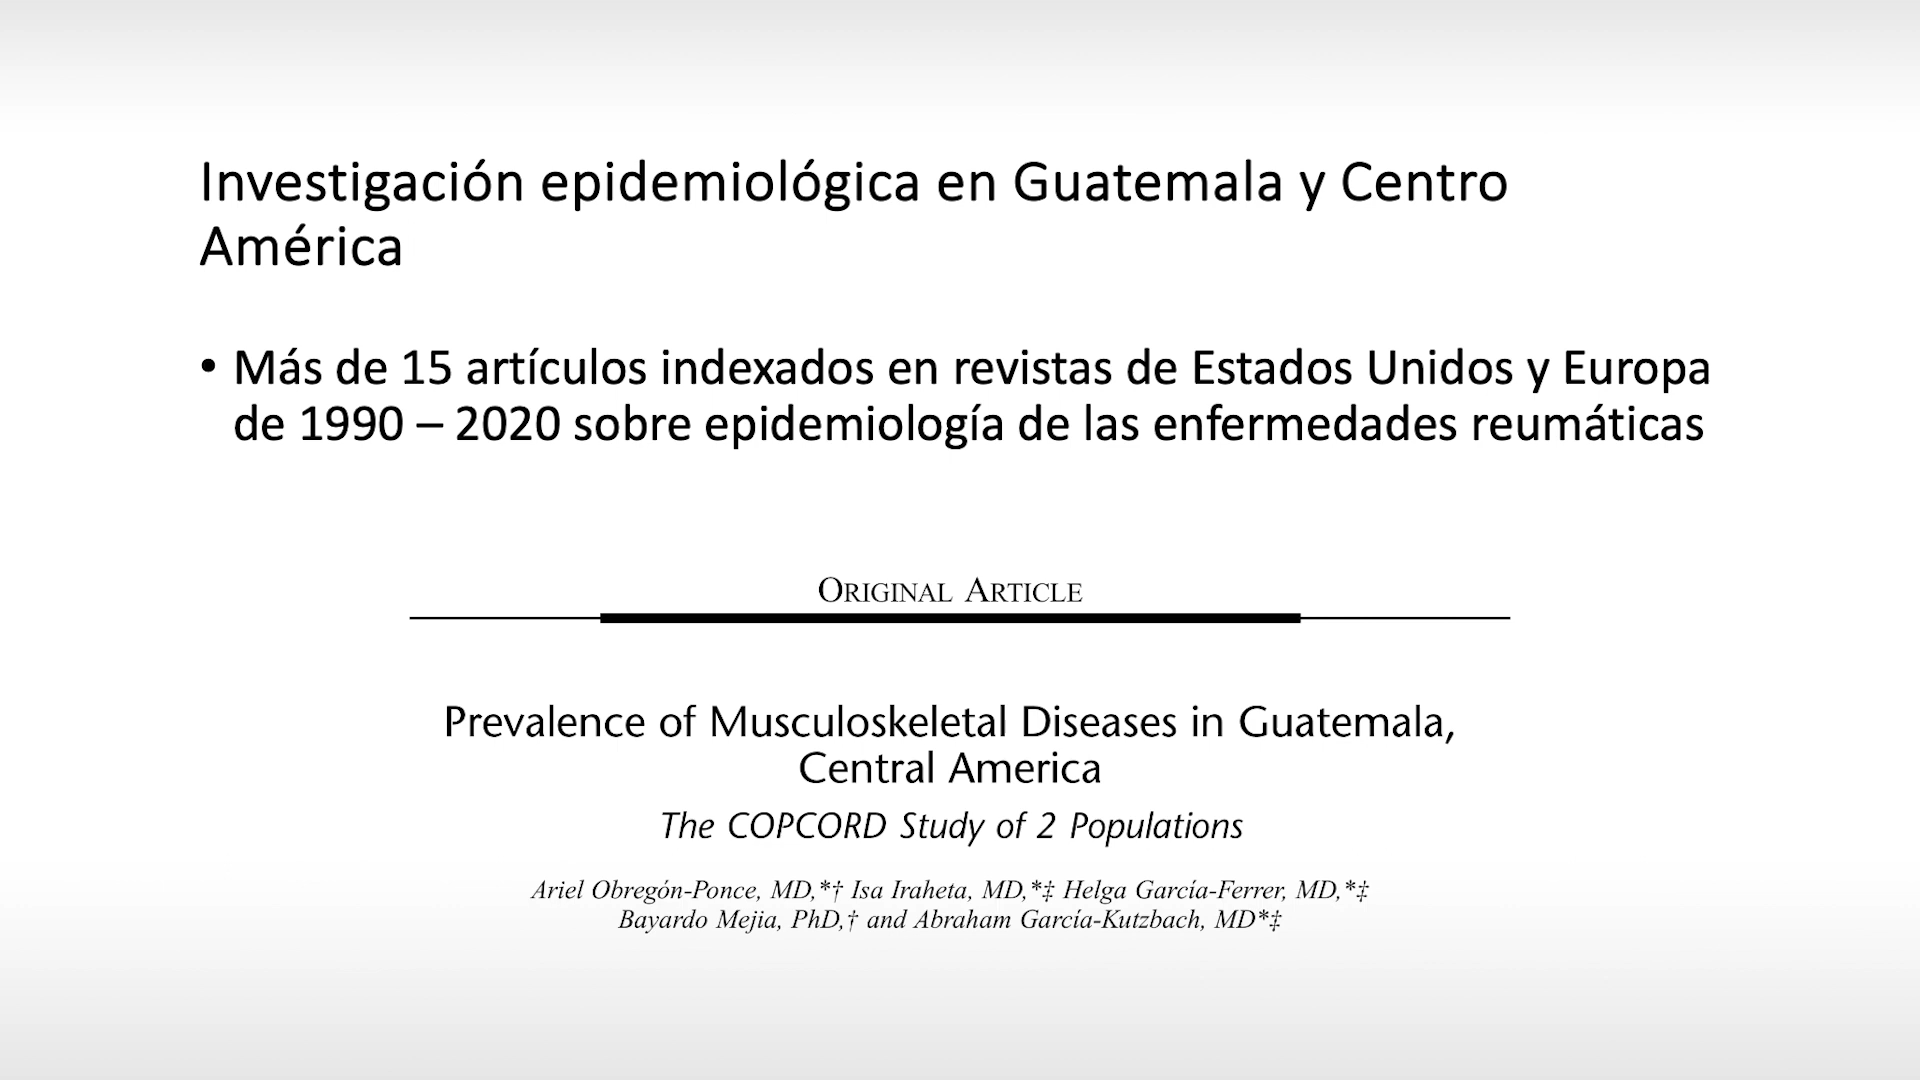 Investigación epidemiológica en Guatemala y Centro
América
• Más de 15 artículos indexados en revistas de Estados Unidos y Europa
de 1990 – 2020 sobre epidemiología de las enfermedades reumáticas
ORIGINAL ARTICLE
Prevalence of Musculoskeletal Diseases in Guatemala,
Central America
The COPCORD Study of 2 Populations
Ariel Obregón-Ponce, MD,*† Isa Iraheta, MD,*‡ Helga García-Ferrer, MD,*‡
Bayardo Mejia, PhD,† and Abraham García-Kutzbach, MD*‡